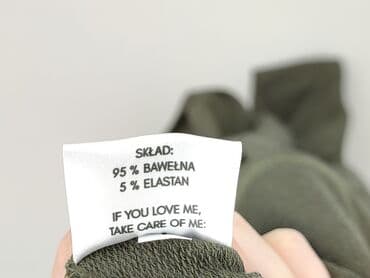 SKŁAD:
95 % BAWEŁNA
5 % ELASTAN
IF YOU LOVE ME,
TAKE CARE OF ME: